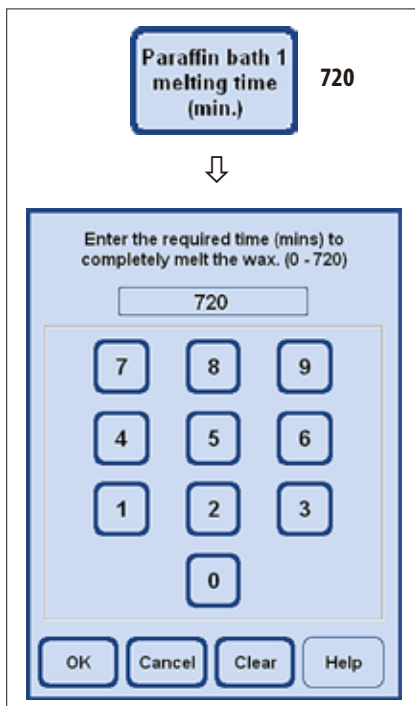 Paraffin bath 1
melting time
(min.)
720
Enter the required time (mins) to
completely melt the wax. (0 - 720)
720
7 8 9
4 5 6
1 2 3
0
OK Cancel Clear Help